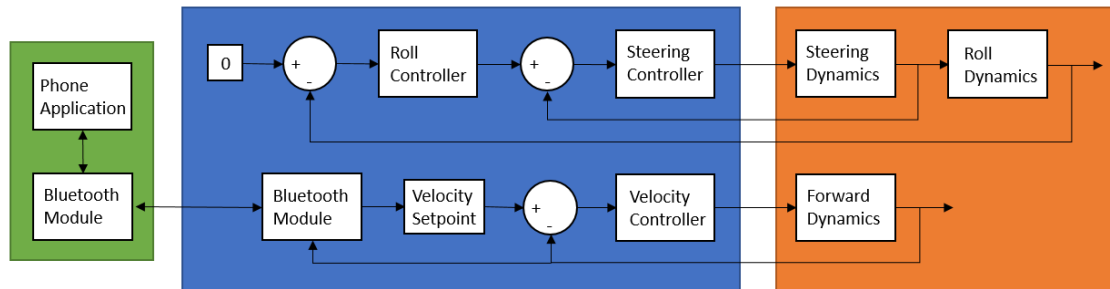 Phone
Application
Bluetooth
Module
0
+
-
Roll
Controller
+
-
Steering
Controller
Steering
Dynamics
Roll
Dynamics
Bluetooth
Module
Velocity
Setpoint
+
-
Velocity
Controller
Forward
Dynamics